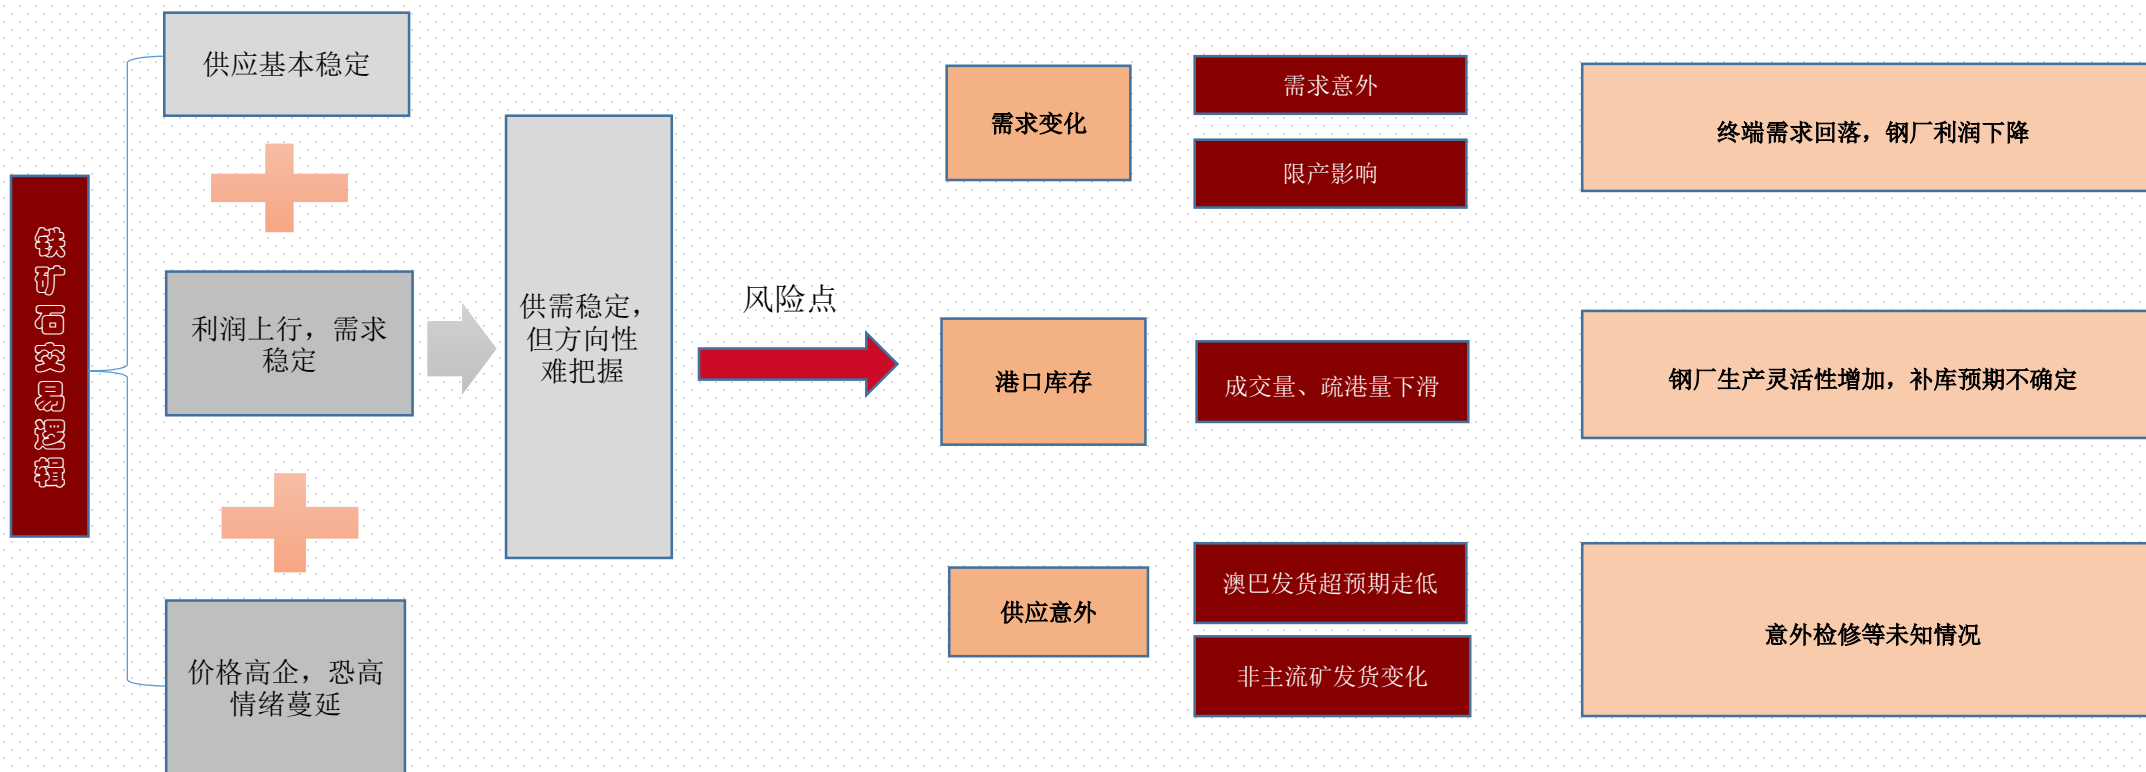 铁矿石交易逻辑
供应基本稳定
利润上行，需求
稳定
价格高企，恐高
情绪蔓延
供需稳定，
但方向性
难把握
风险点
需求变化
需求意外
限产影响
终端需求回落，钢厂利润下降
港口库存
成交量、疏港量下滑
钢厂生产灵活性增加，补库预期不确定
供应意外
澳巴发货超预期走低
非主流矿发货变化
意外检修等未知情况